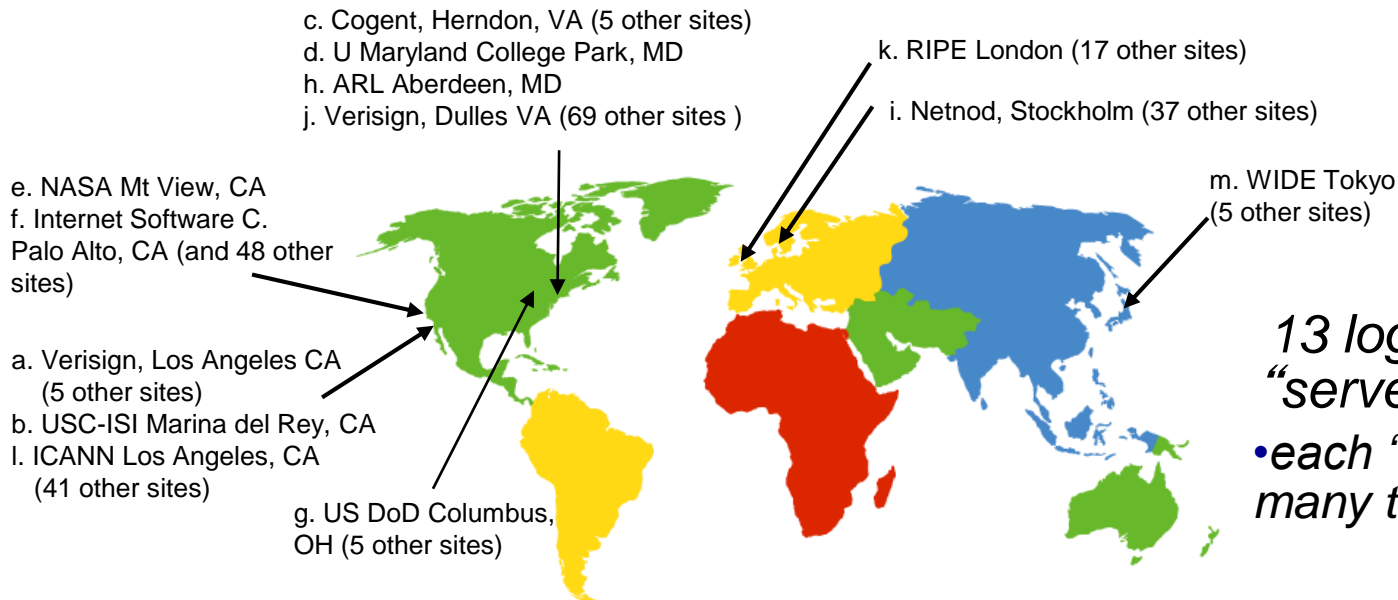 c. Cogent, Herndon, VA (5 other sites)
d. U Maryland College Park, MD
h. ARL Aberdeen, MD
j. Verisign, Dulles VA (69 other sites )
k. RIPE London (17 other sites)
i. Netnod, Stockholm (37 other sites)
m. WIDE Tokyo
(5 other sites)
e. NASA Mt View, CA
f. Internet Software C.
Palo Alto, CA (and 48 other
sites)
a. Verisign, Los Angeles CA
(5 other sites)
b. USC-ISI Marina del Rey, CA
l. ICANN Los Angeles, CA
(41 other sites)
g. US DoD Columbus,
OH (5 other sites)
13 log
“serve
•each “
many t